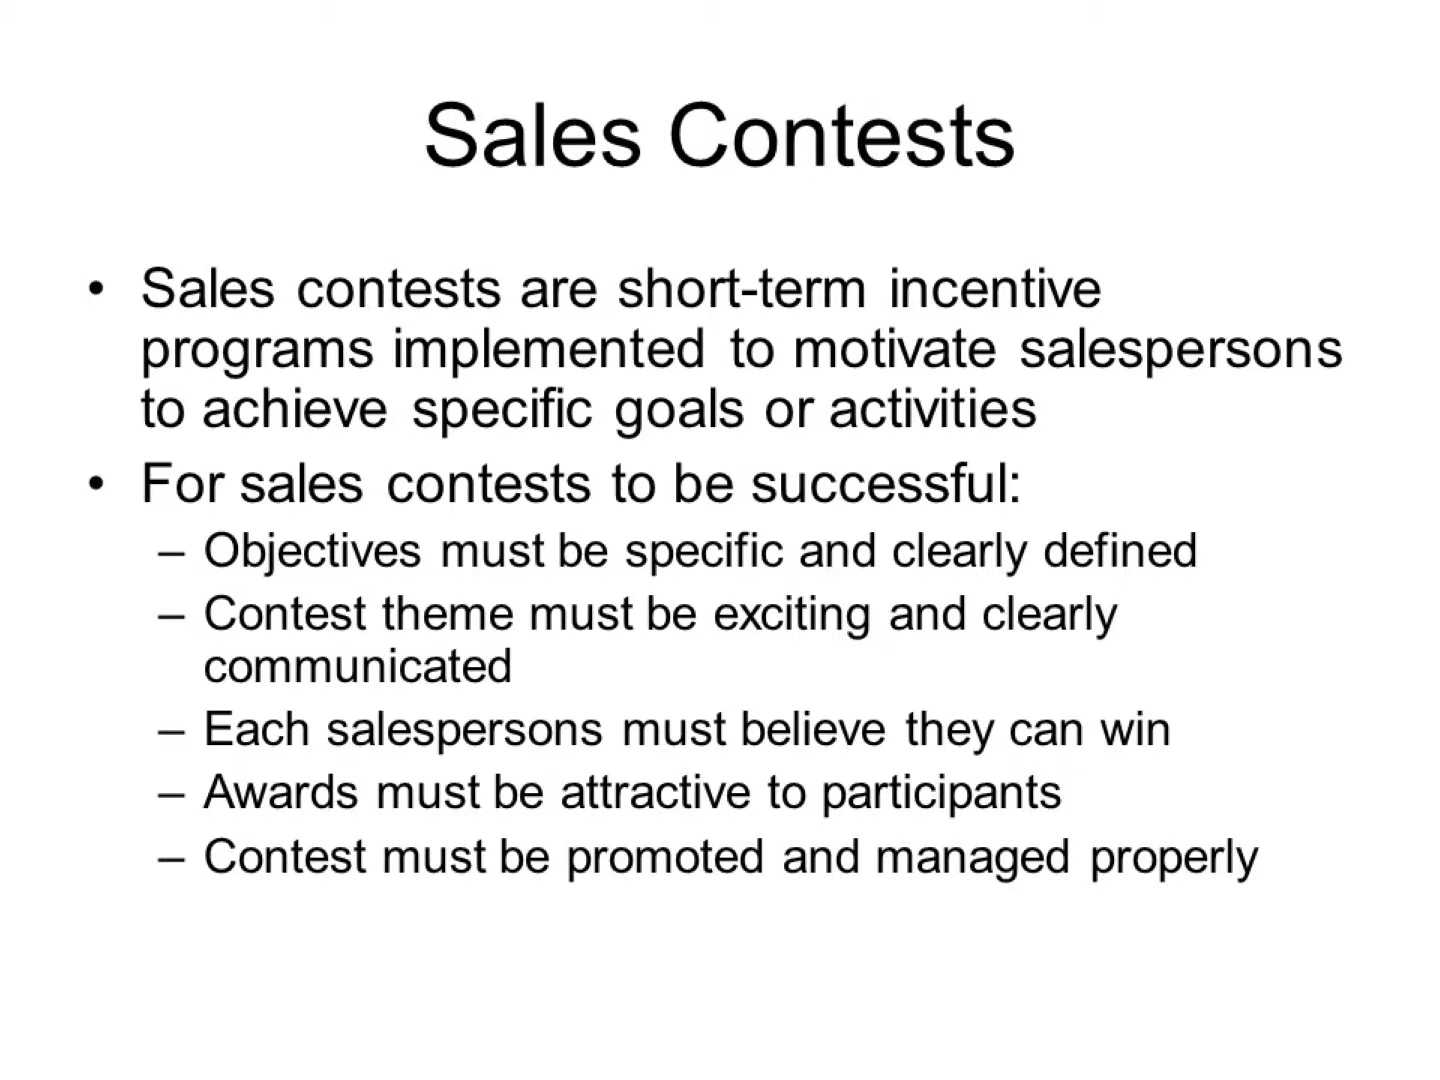 Sales Contests
• Sales contests are short-term incentive
programs implemented to motivate salespersons
to achieve specific goals or activities
• For sales contests to be successful:
– Objectives must be specific and clearly defined
– Contest theme must be exciting and clearly
communicated
– Each salespersons must believe they can win
– Awards must be attractive to participants
– Contest must be promoted and managed properly